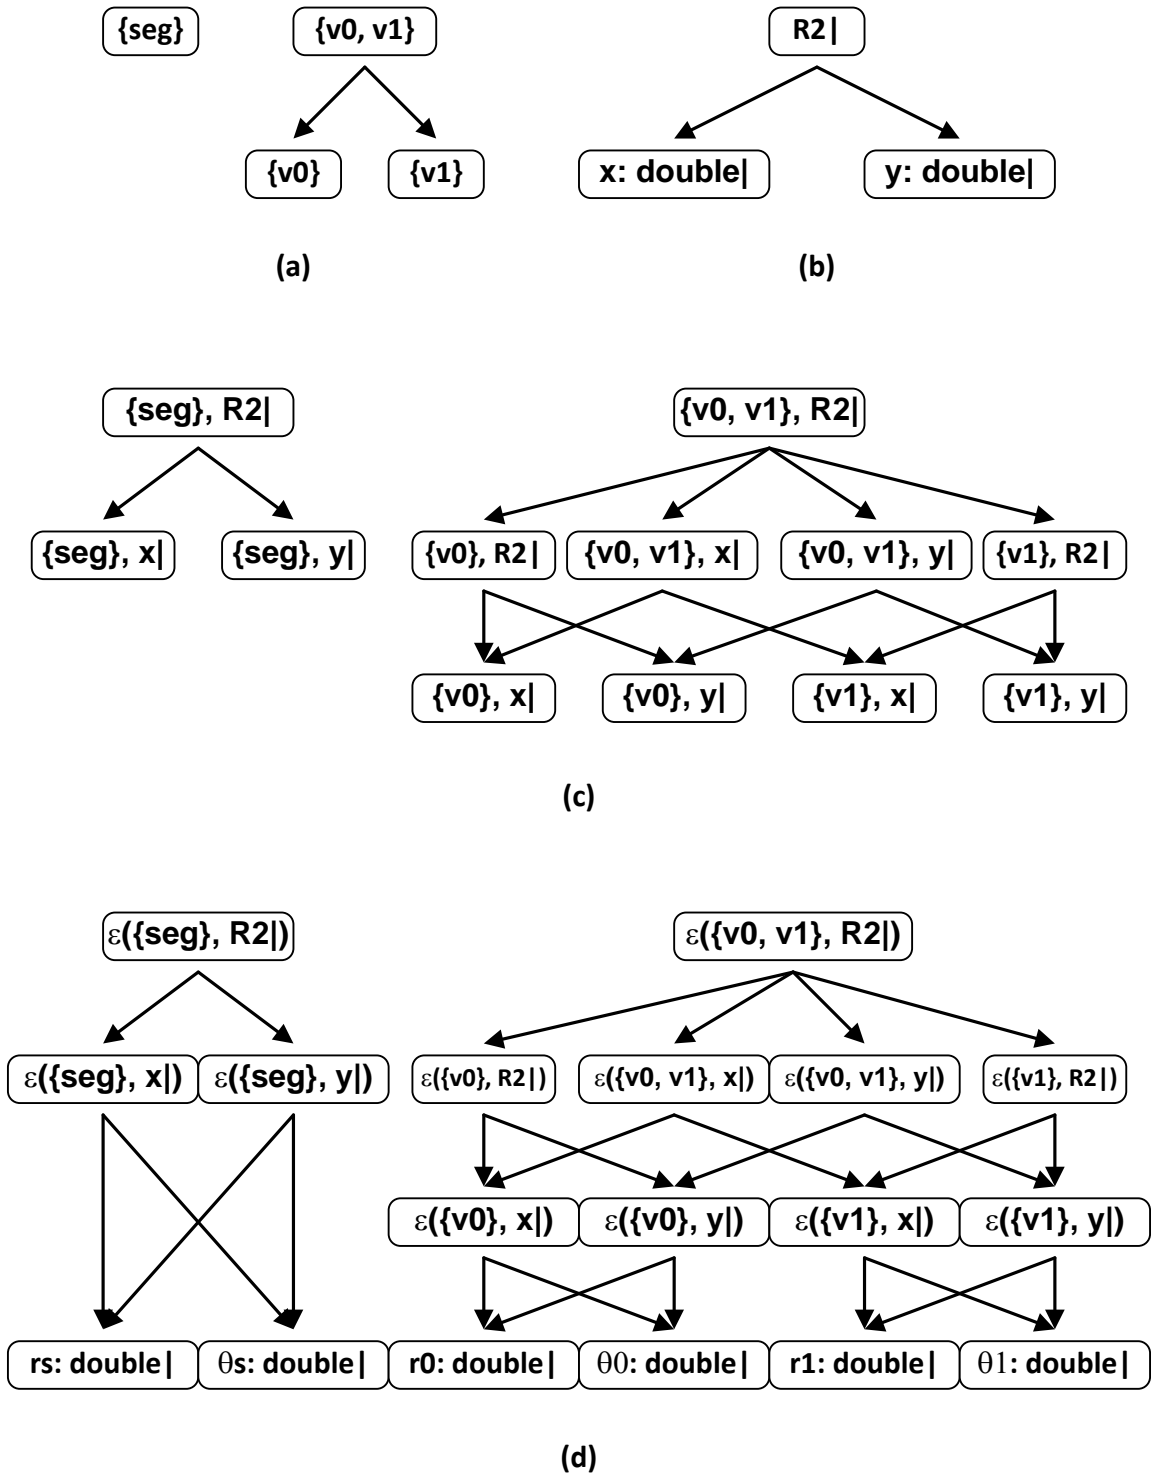 {seg} {v0, v1} R2|
{v0} {v1} x: double| y: double|
(a) (b)
{seg}, R2| {v0, v1}, R2|
{seg}, x| {seg}, y| {v0}, R2| {v0, v1}, x| {v0, v1}, y| {v1}, R2|
{v0}, x| {v0}, y| {v1}, x| {v1}, y|
(c)
ε({seg}, R2|) ε({v0, v1}, R2|)
ε({seg}, x|) ε({seg}, y|) ε({v0}, R2|) ε({v0, v1}, x|) ε({v0, v1}, y|) ε({v1}, R2|)
ε({v0}, x|) ε({v0}, y|) ε({v1}, x|) ε({v1}, y|)
rs: double| θs: double| r0: double| θ0: double| r1: double| θ1: double|
(d)